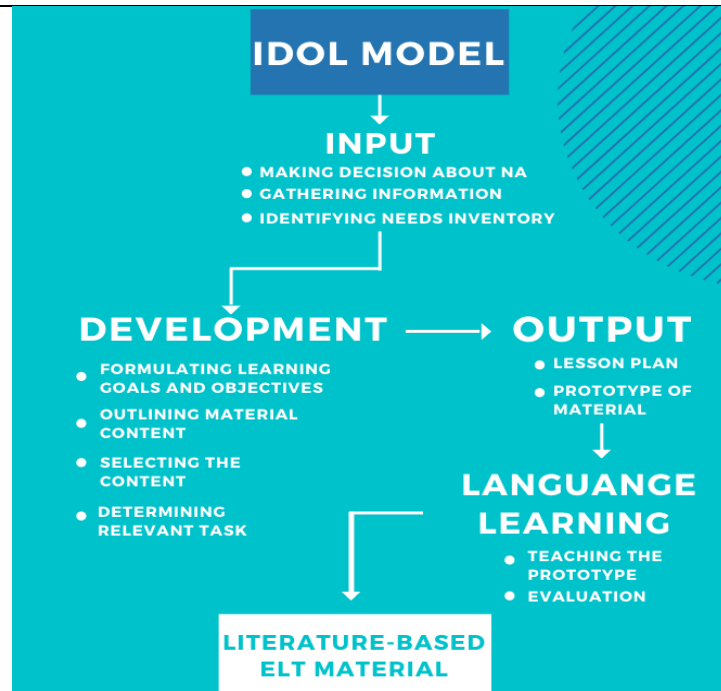 IDOL MODEL
INPUT
MAKING DECISION ABOUT NA
GATHERING INFORMATION
IDENTIFYING NEEDS INVENTORY
DEVELOPMENT
FORMULATING LEARNING
GOALS AND OBJECTIVES
OUTLINING MATERIAL
CONTENT
SELECTING THE
CONTENT
DETERMINING
RELEVANT TASK
OUTPUT
LESSON PLAN
PROTOTYPE OF
MATERIAL
LANGUANGE
LEARNING
TEACHING THE
PROTOTYPE
EVALUATION
LITERATURE-BASED
ELT MATERIAL